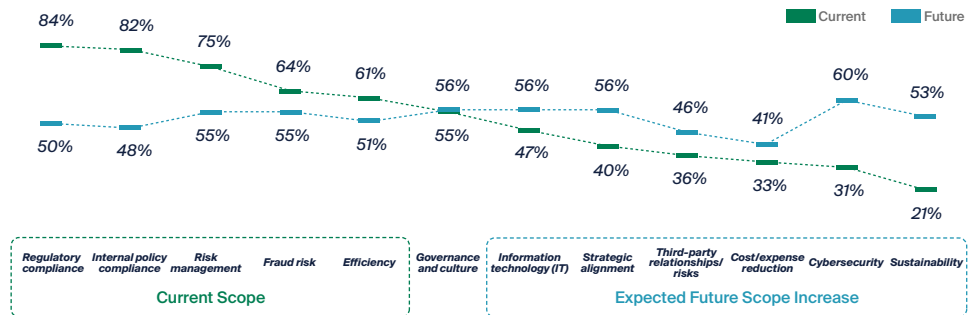 Current Future
84% 82% 75% 64% 61% 56% 56% 56% 46% 41% 60% 53%
50% 48% 55% 55% 51% 55% 47% 40% 36% 33% 31% 21%
Regulatory compliance
Internal policy compliance
Risk management
Fraud risk
Efficiency
Governance and culture
Information technology (IT)
Strategic alignment
Third-party relationships/ risks
Cost/expense reduction
Cybersecurity
Sustainability
Current Scope
Expected Future Scope Increase